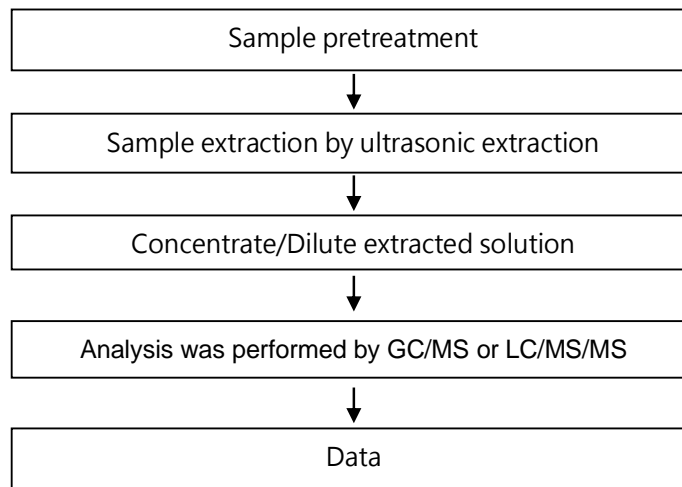 Sample pretreatment
Sample extraction by ultrasonic extraction
Concentrate/Dilute extracted solution
Analysis was performed by GC/MS or LC/MS/MS
Data